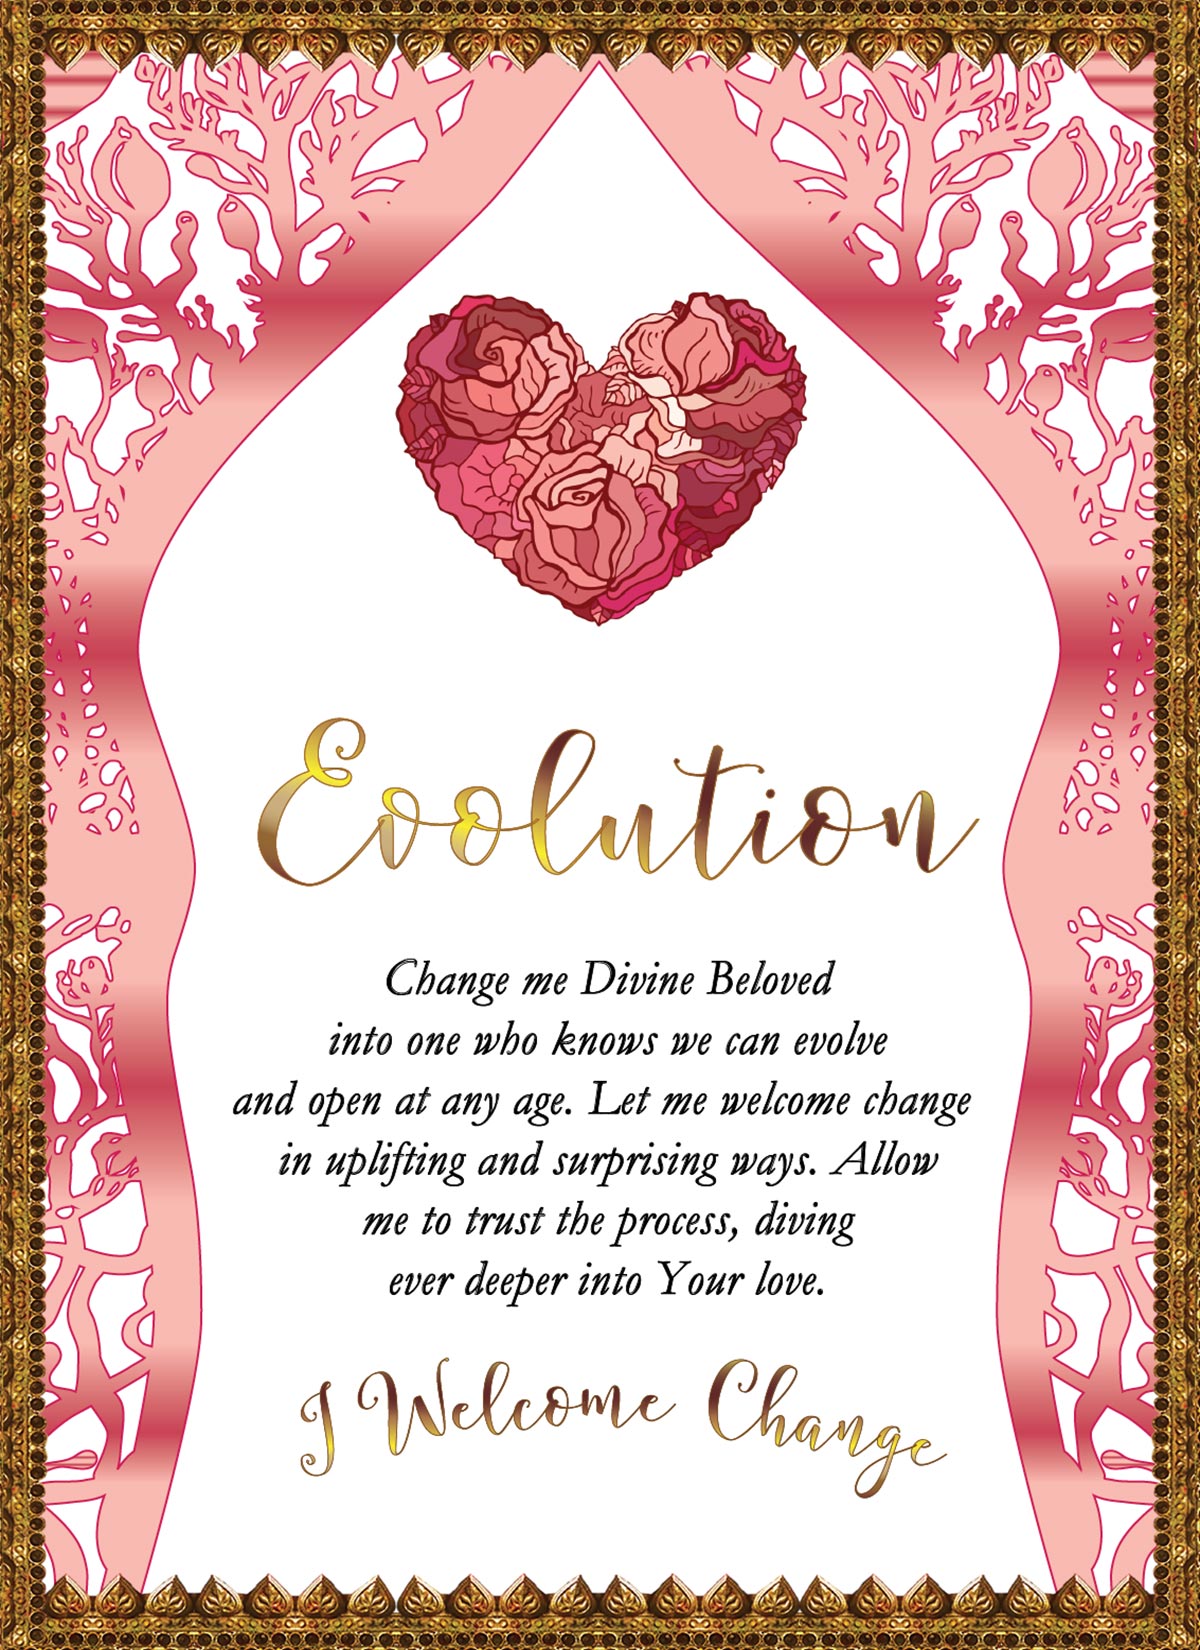 Evolution
Change me Divine Beloved
into one who knows we can evolve
and open at any age. Let me welcome change
in uplifting and surprising ways. Allow
me to trust the process, diving
ever deeper into Your love.
I Welcome Change